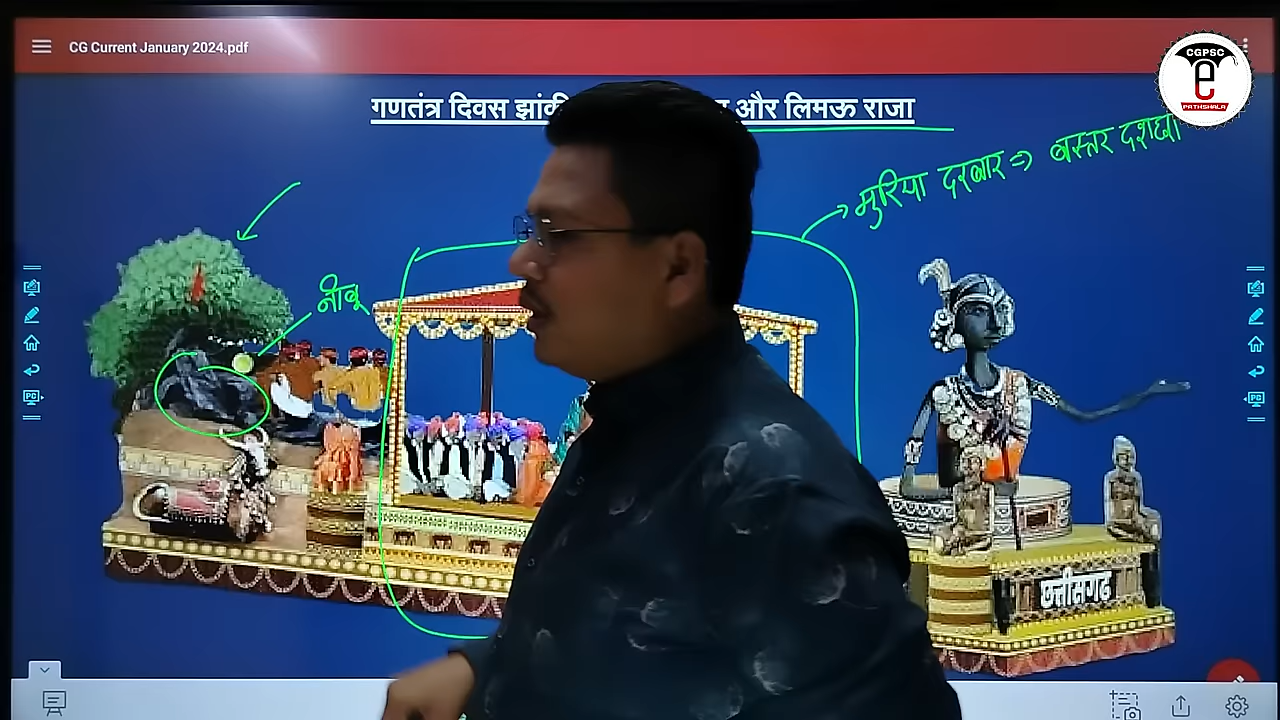 CG Current January 2024.pdf
CGPSC
e
PATHSHALA
गणतंत्र दिवस और लिमऊ राजा
मुरिया दरबार ⇒ बस्तर दशहरा
नींबू
छत्तीसगढ़